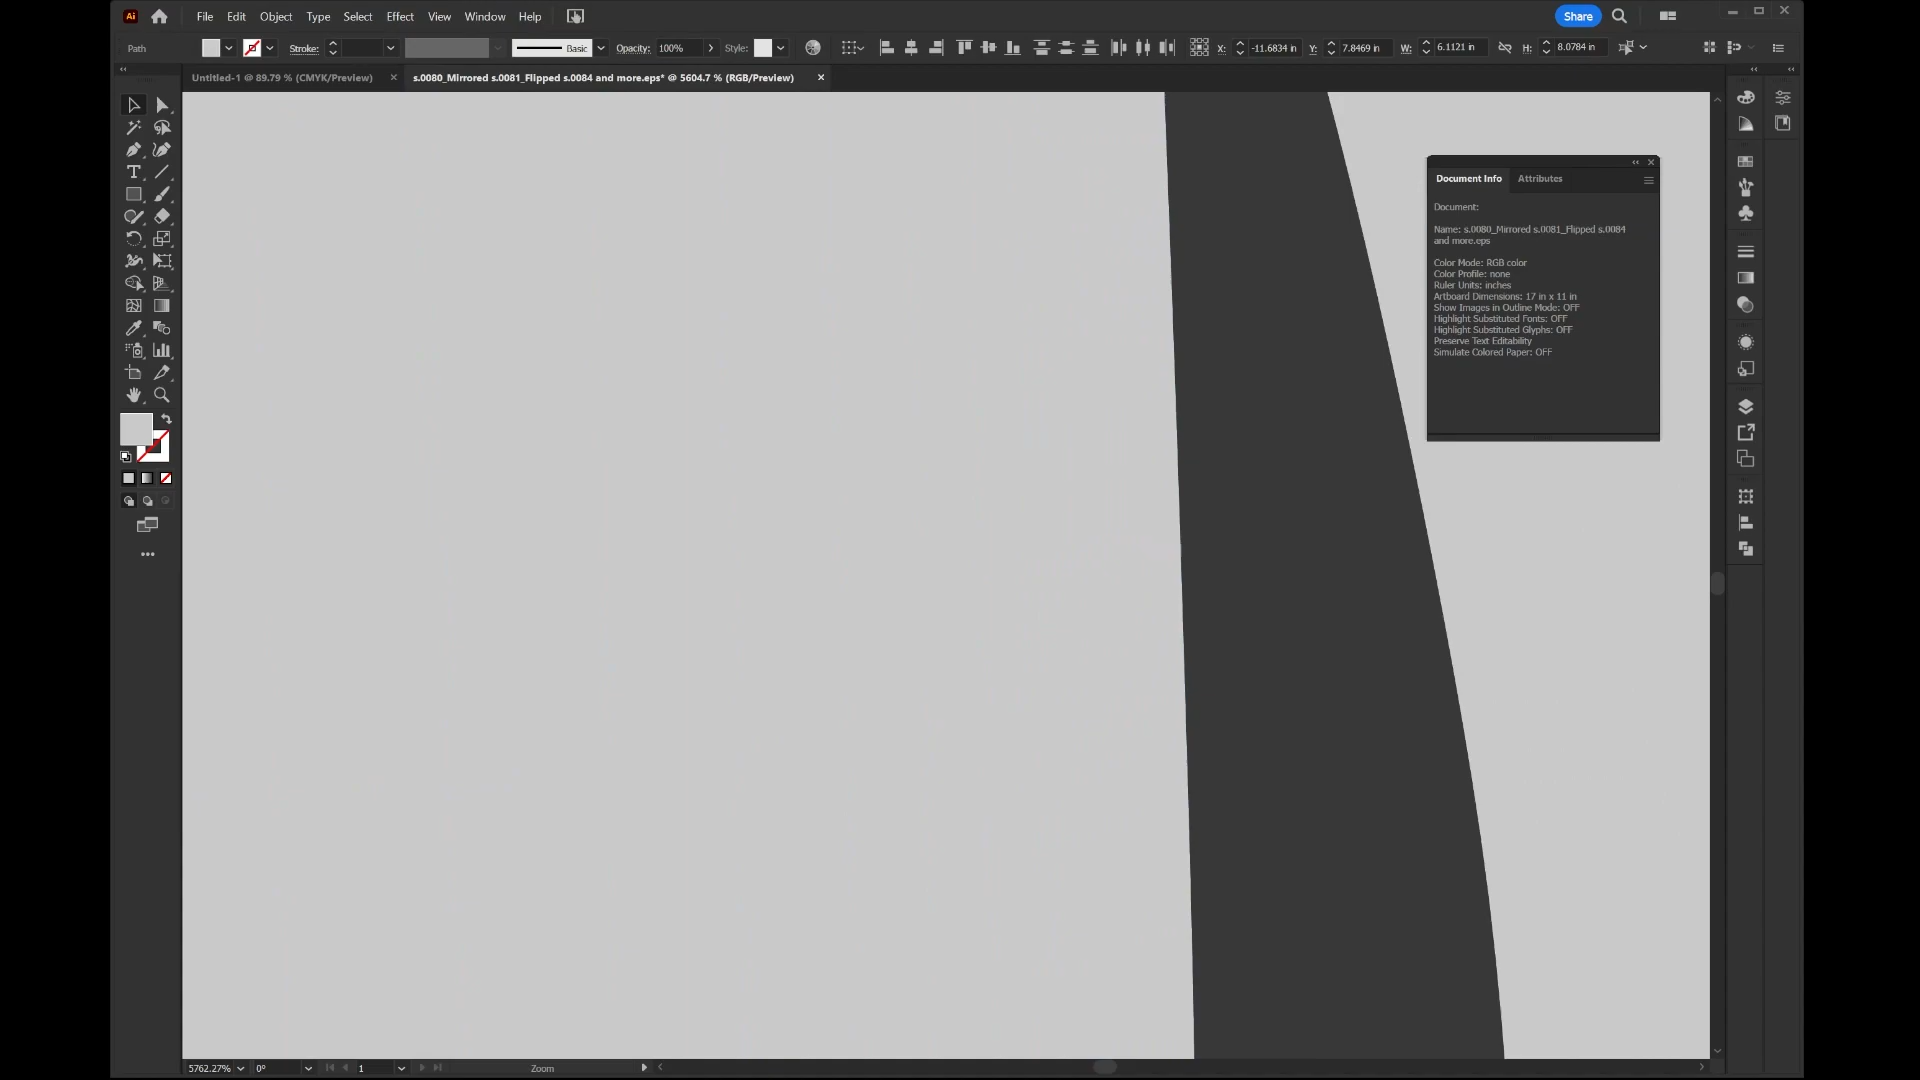 Ai File Edit Object Type Select Effect View Window Help Share
Path Stroke: Basic Opacity: 100% Style: X: -11.6834 in Y: 7.8469 in W: 6.1121 in H: 8.0784 in
Untitled-1 @ 89.79 % (CMYK/Preview) s.0080_Mirrored s.0081_Flipped s.0084 and more.eps* @ 5604.7 % (RGB/Preview)
Document Info Attributes
Document:
Name: s.0080_Mirrored s.0081_Flipped s.0084
and more.eps
Color Mode: RGB color
Color Profile: none
Ruler Units: inches
Artboard Dimensions: 17 in x 11 in
Show Images in Outline Mode: OFF
Highlight Substituted Fonts: OFF
Highlight Substituted Glyphs: OFF
Preserve Text Editability
Simulate Colored Paper: OFF
5762.27% 0° 1 Zoom